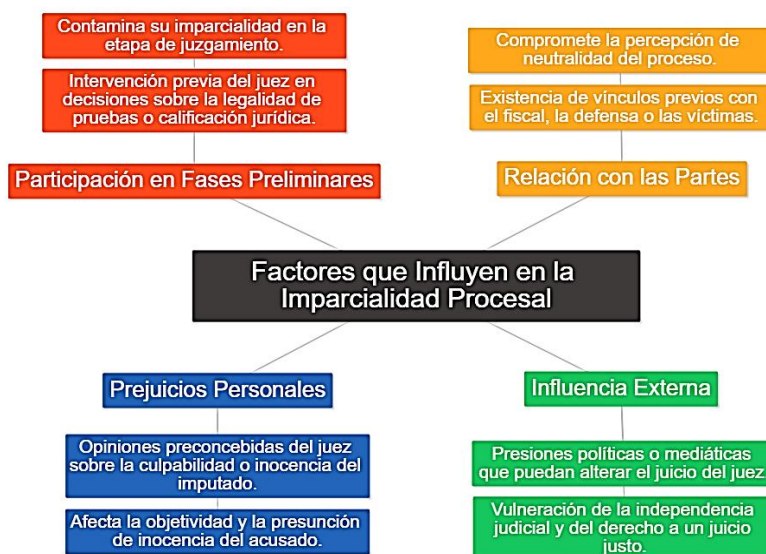 Contamina su imparcialidad en la
etapa de juzgamiento.
Intervención previa del juez en
decisiones sobre la legalidad de
pruebas o calificación jurídica.
Participación en Fases Preliminares
Compromete la percepción de
neutralidad del proceso.
Existencia de vínculos previos con
el fiscal, la defensa o las víctimas.
Relación con las Partes
Factores que Influyen en la
Imparcialidad Procesal
Prejuicios Personales
Opiniones preconcebidas del juez
sobre la culpabilidad o inocencia del
imputado.
Afecta la objetividad y la presunción
de inocencia del acusado.
Influencia Externa
Presiones políticas o mediáticas
que puedan alterar el juicio del juez.
Vulneración de la independencia
judicial y del derecho a un juicio
justo.